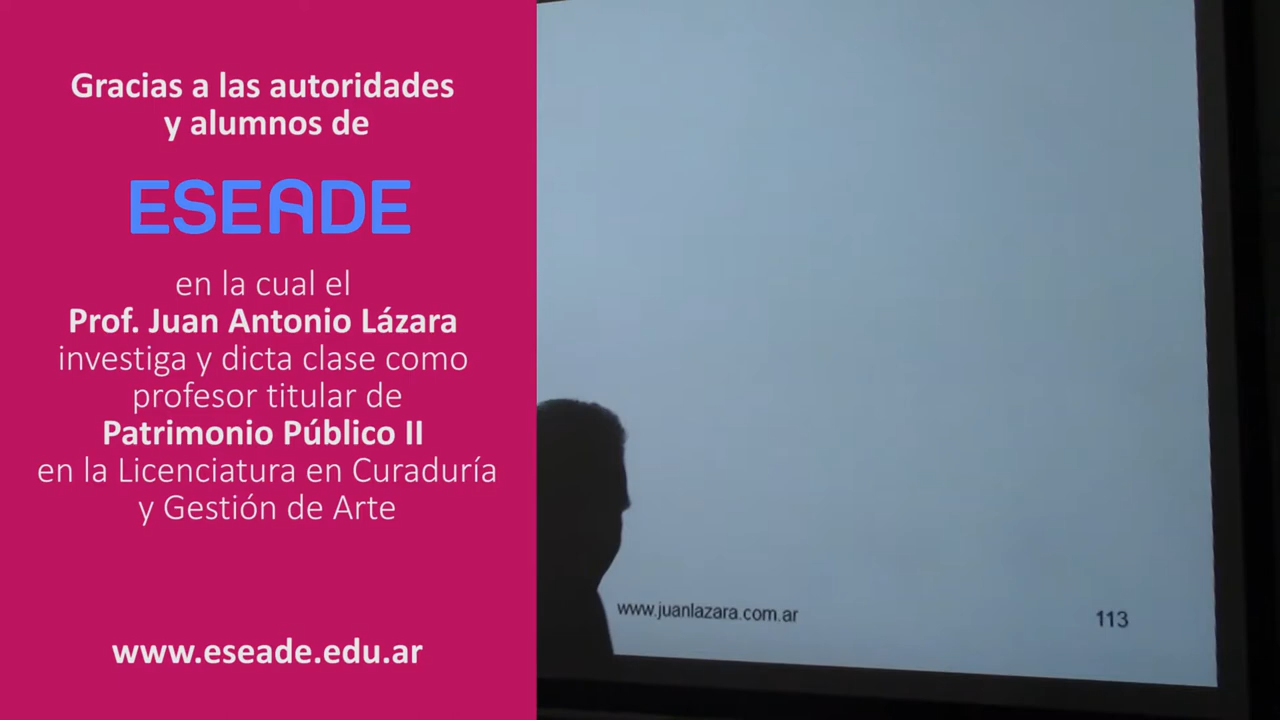 Gracias a las autoridades
y alumnos de
ESEADE
en la cual el
Prof. Juan Antonio Lázara
investiga y dicta clase como
profesor titular de
Patrimonio Público II
en la Licenciatura en Curaduría
y Gestión de Arte
www.eseade.edu.ar
www.juanlazara.com.ar
113